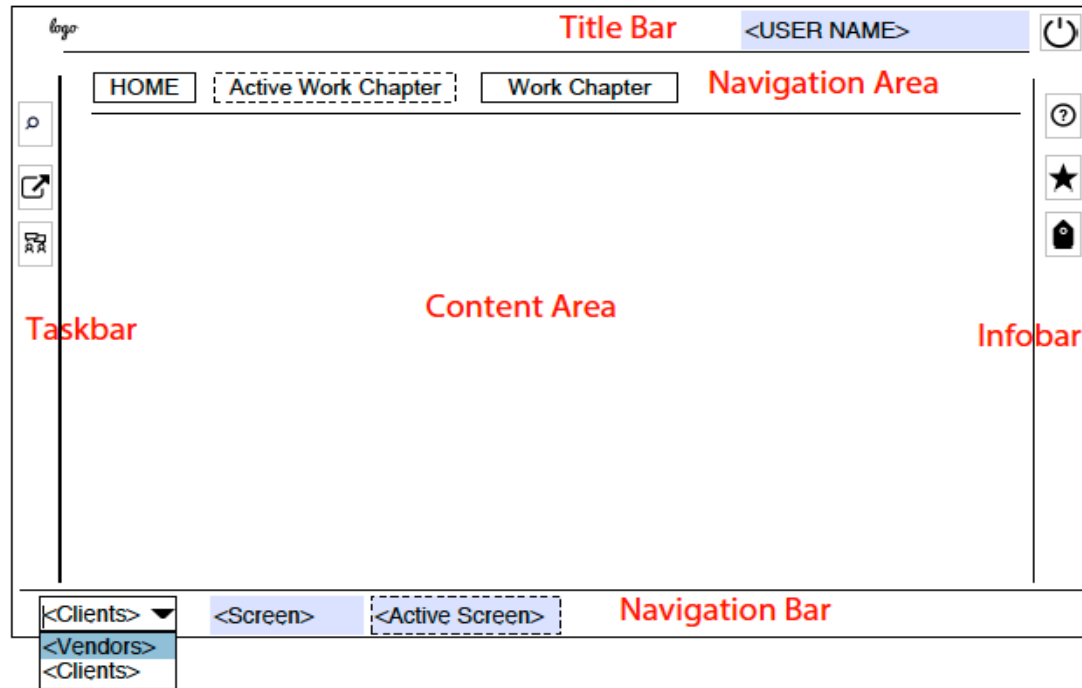 logo
Title Bar
<USER NAME>
HOME
Active Work Chapter
Work Chapter
Navigation Area
Content Area
Taskbar
Infobar
<Clients>
<Screen>
<Active Screen>
Navigation Bar
<Vendors>
<Clients>